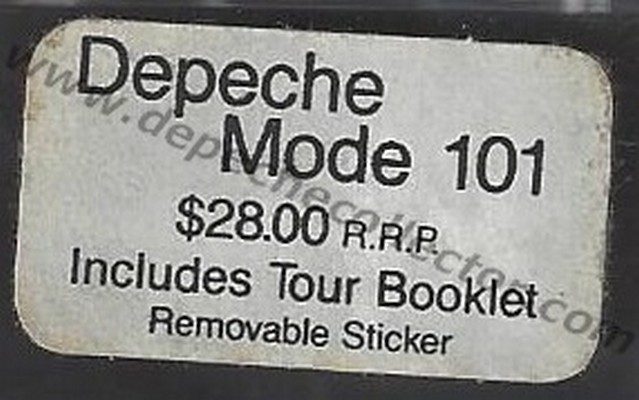 Depeche
Mode 101
$28.00 R.R.P.
Includes Tour Booklet
Removable Sticker
www.depechecollector.com